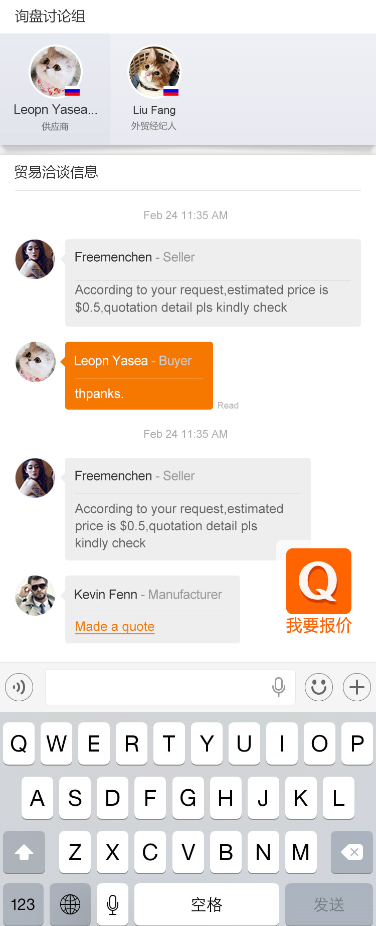 询盘讨论组
Leopn Yasea...
供应商
Liu Fang
外贸经纪人
贸易洽谈信息
Feb 24 11:35 AM
Freemenchen - Seller
According to your request,estimated price is
$0.5,quotation detail pls kindly check
Leopn Yasea - Buyer
thpanks.
Read
Feb 24 11:35 AM
Freemenchen - Seller
According to your request,estimated
price is $0.5,quotation detail pls
kindly check
Kevin Fenn - Manufacturer
Made a quote
Q
我要报价
Q W E R T Y U I O P
A S D F G H J K L
Z X C V B N M
123 空格 发送